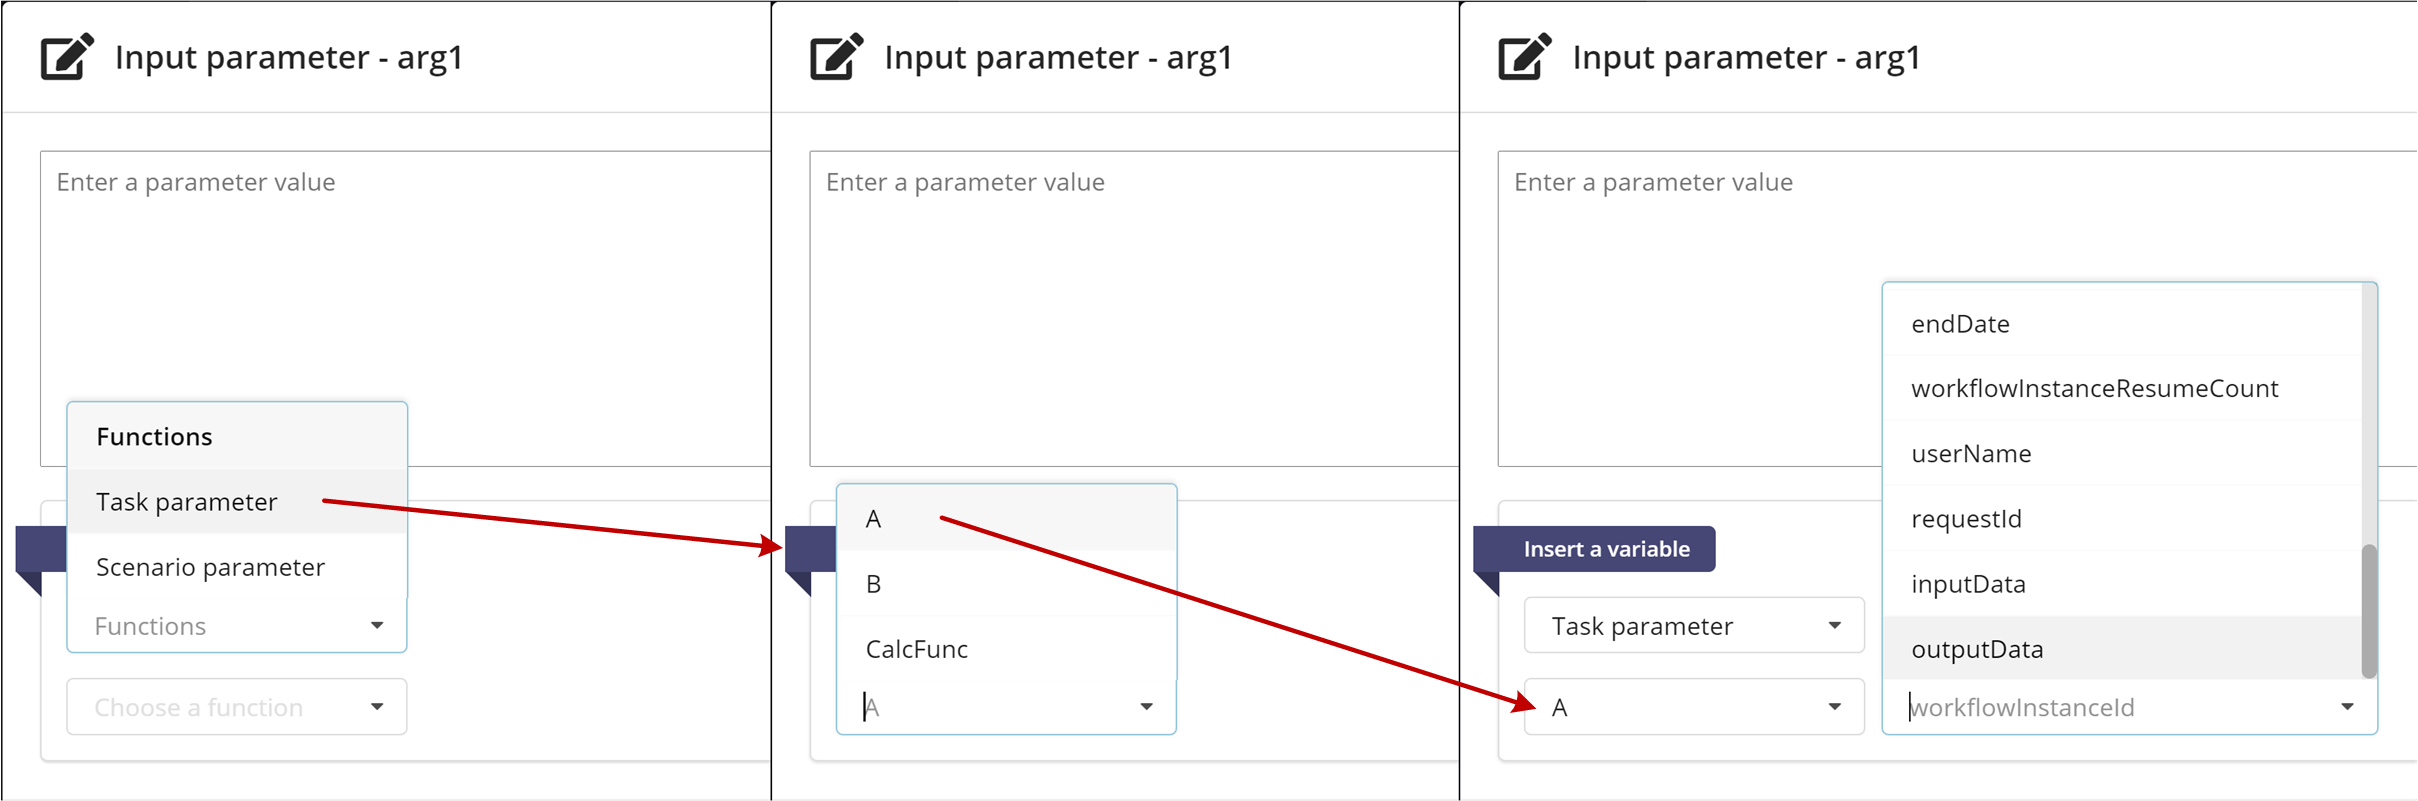 Input parameter - arg1
Enter a parameter value
Functions
Task parameter
Scenario parameter
Functions
Choose a function
Input parameter - arg1
Enter a parameter value
A
B
CalcFunc
A
Input parameter - arg1
Enter a parameter value
Insert a variable
Task parameter
A
endDate
workflowInstanceResumeCount
userName
requestId
inputData
outputData
workflowInstanceId